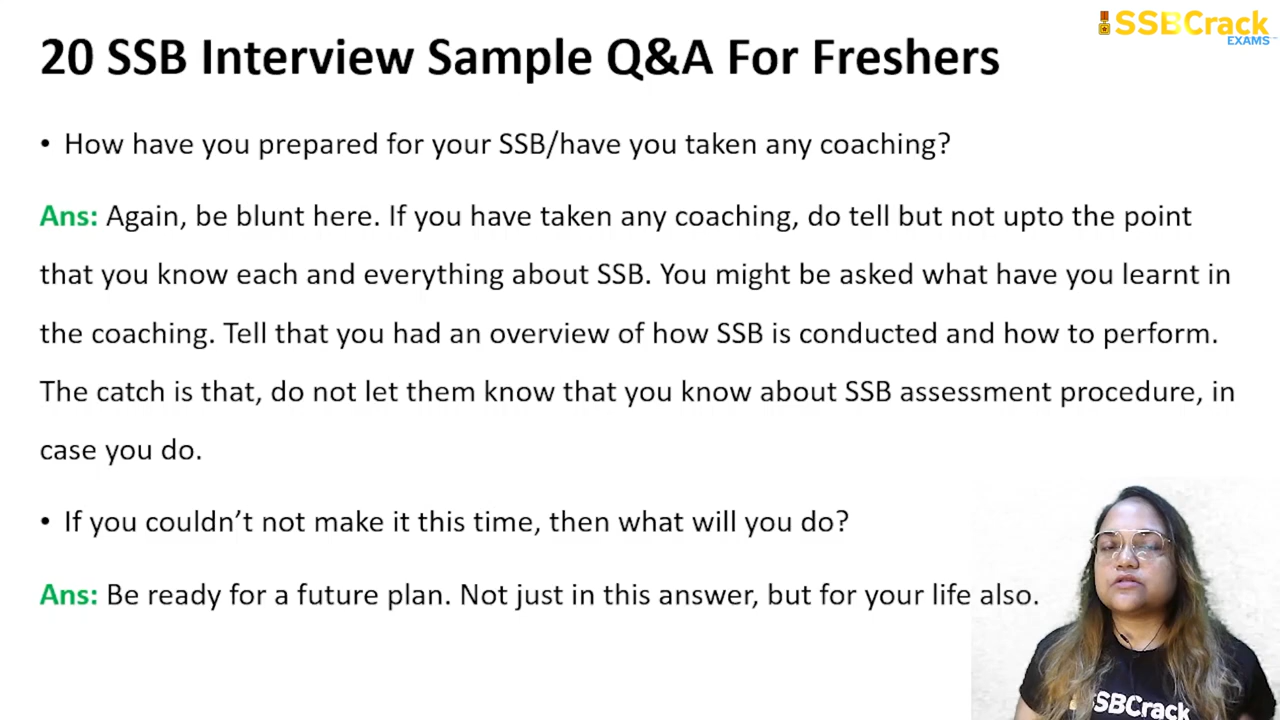 SSBCrack
EXAMS
20 SSB Interview Sample Q&A For Freshers
• How have you prepared for your SSB/have you taken any coaching?
Ans: Again, be blunt here. If you have taken any coaching, do tell but not upto the point
that you know each and everything about SSB. You might be asked what have you learnt in
the coaching. Tell that you had an overview of how SSB is conducted and how to perform.
The catch is that, do not let them know that you know about SSB assessment procedure, in
case you do.
• If you couldn’t not make it this time, then what will you do?
Ans: Be ready for a future plan. Not just in this answer, but for your life also.
SBCrack